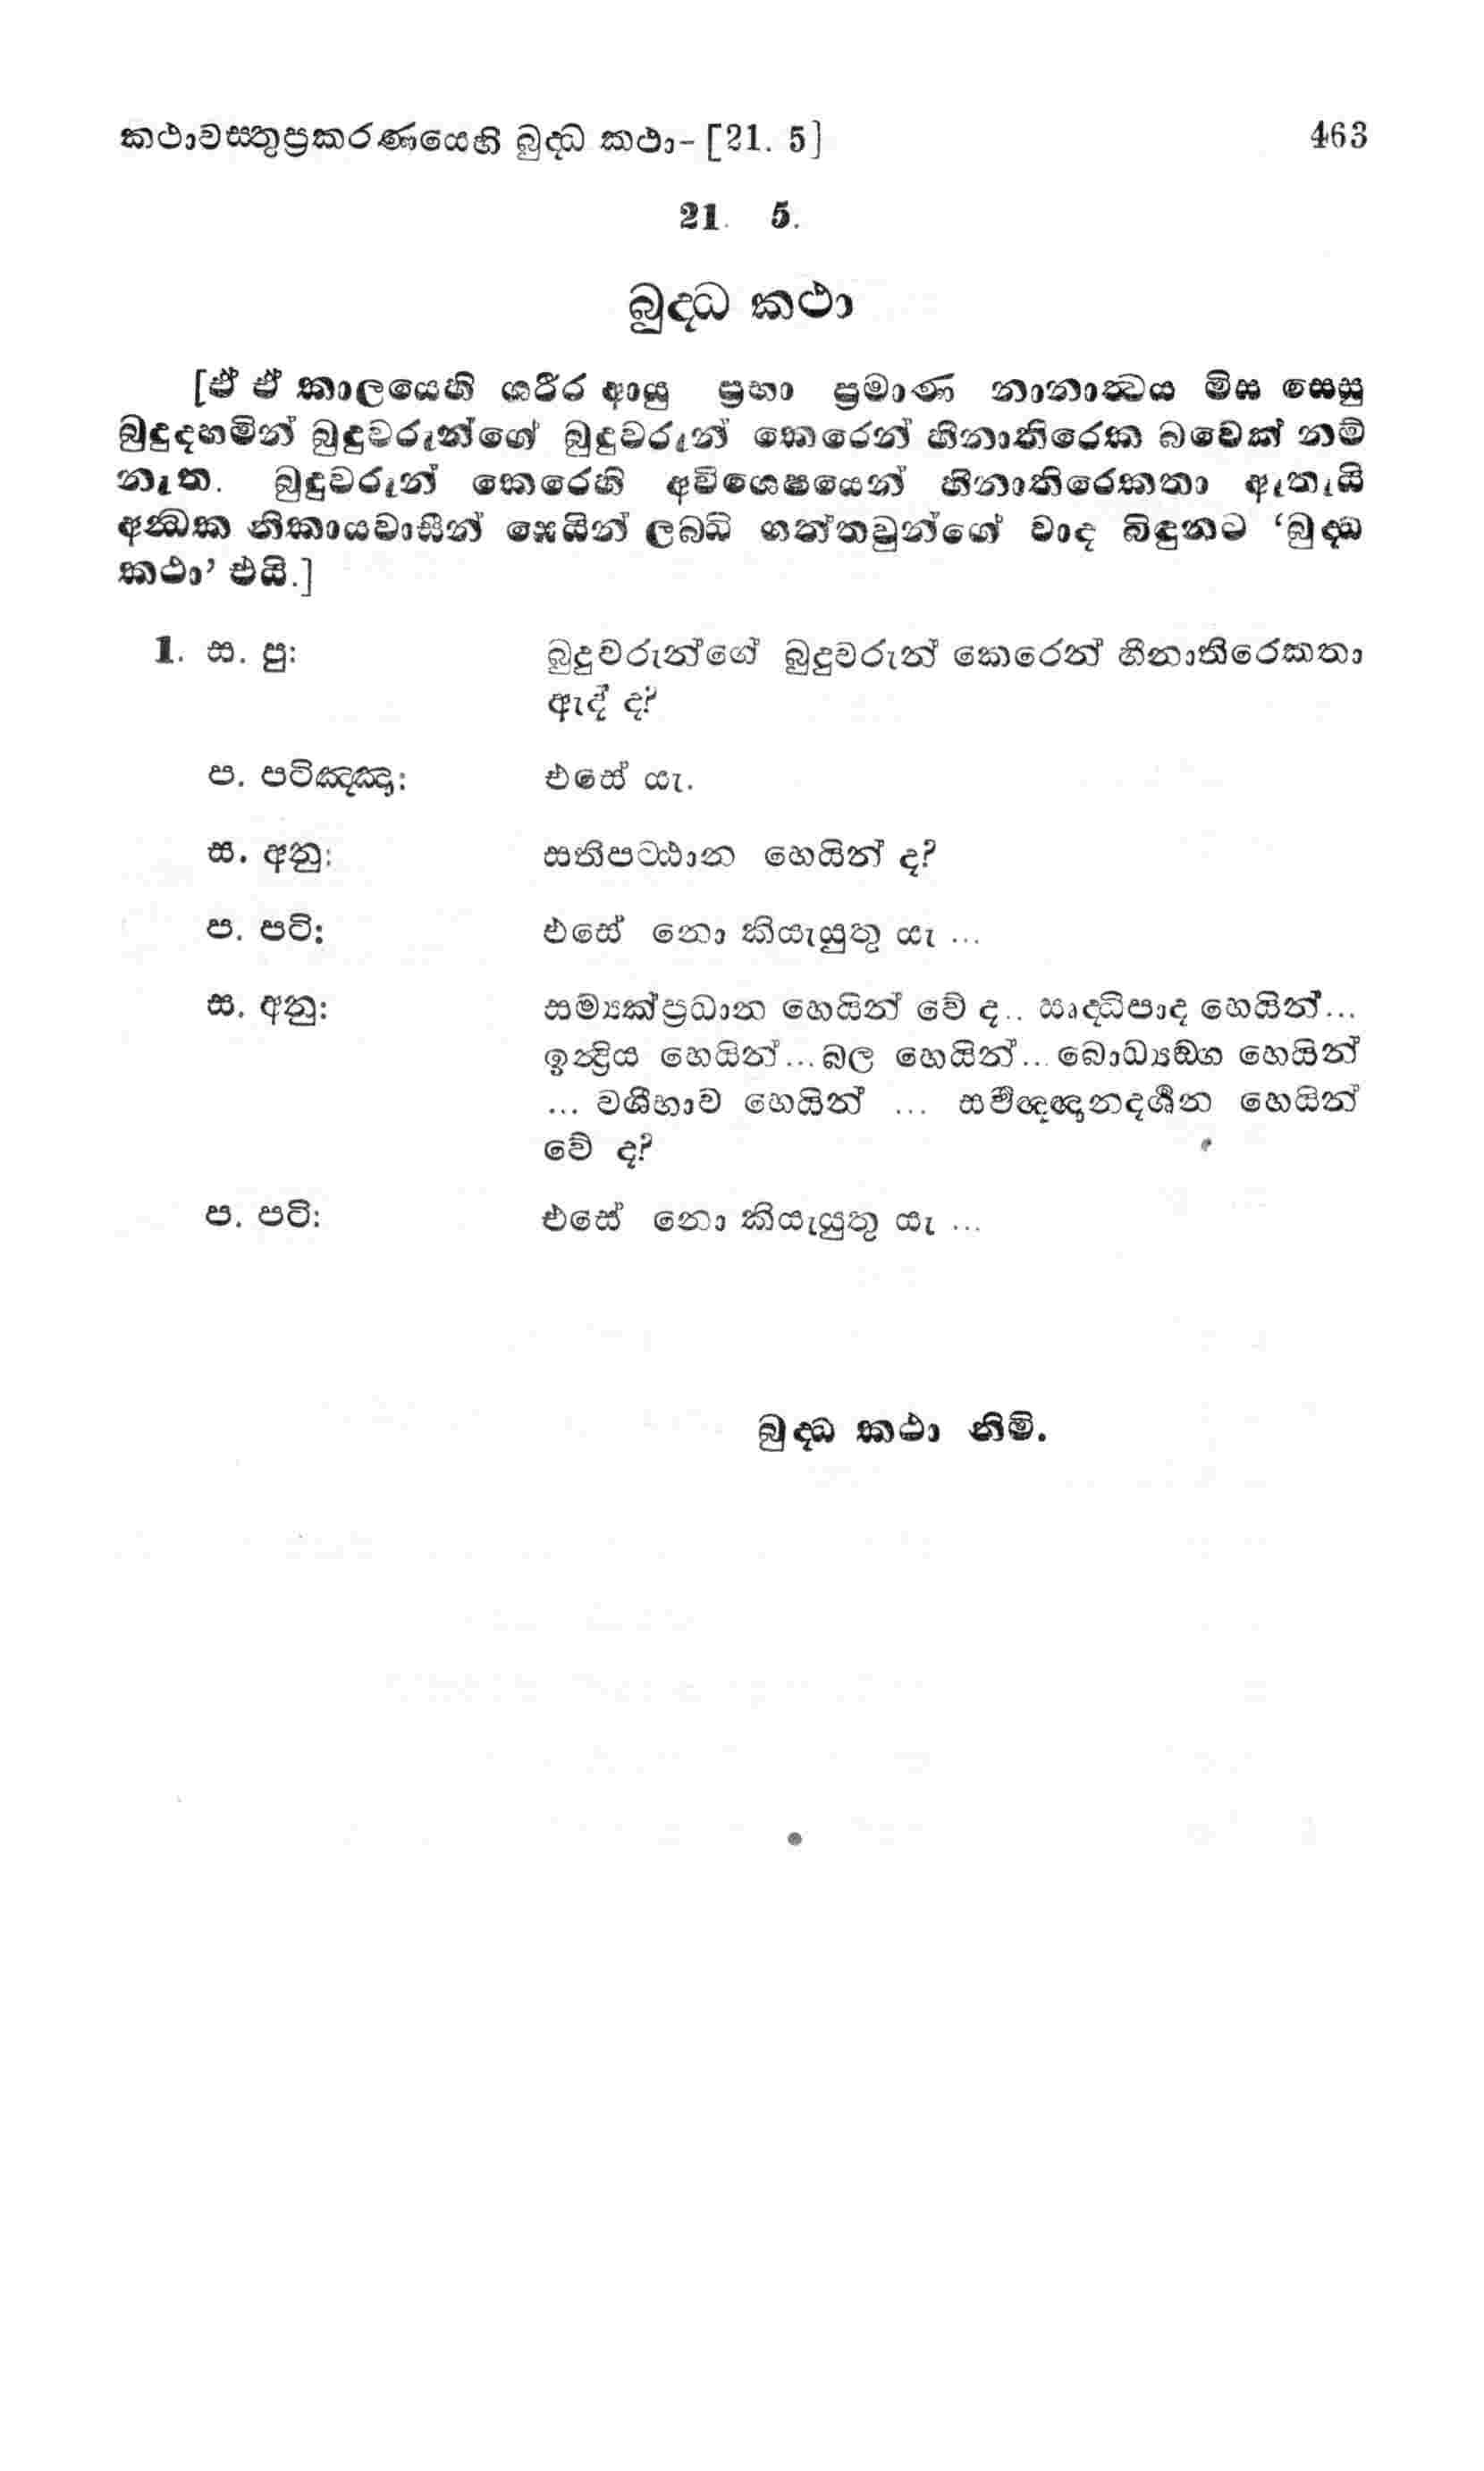 කථාවස්තුප්‍රකරණයෙහි බුද්ධ කථා-[21. 5] 463
21. 5.
බුද්ධ කථා
[ඒ ඒ කාලයෙහි ශරීර ආයු ප්‍රභා ප්‍රමාණ නානාත්‍වය මිස සෙසු
බුදුදහමින් බුදුවරුන්ගේ බුදුවරුන් කෙරෙන් හීනාතිරෙක බවෙක් නම්
නැත. බුදුවරුන් කෙරෙහි අවිශෙෂයෙන් හීනාතිරෙකතා ඇතැයි
අන්‍ධක නිකායවාසීන් අෙයින් ලබ්ධි ගත්තවුන්ගේ වාද බිඳුනට ‘බුද්ධ
කථා’ එයි.]
1. ස. පු: බුදුවරුන්ගේ බුදුවරුන් කෙරෙන් හීනාතිරෙකතා
ඇද් ද?
ප. පටිඤ්ඤා: එසේ යැ.
ස. අනු: සතිපට්ඨාන හෙයින් ද?
ප. පටි: එසේ නො කියැයුතු යැ ...
ස. අනු: සම්‍යක්ප්‍රධාන හෙයින් වේ ද.. ඍද්ධිපාද හෙයින්...
ඉන්‍ද්‍රිය හෙයින්...බල හෙයින්... බොධ්‍යඞ්ග හෙයින්
... වශීභාව හෙයින් ... සර්‍වඥඥානදර්‍ශන හෙයින්
වේ ද?
ප. පටි: එසේ නො කියැයුතු යැ ...
බුද්ධ කථා නිමි.